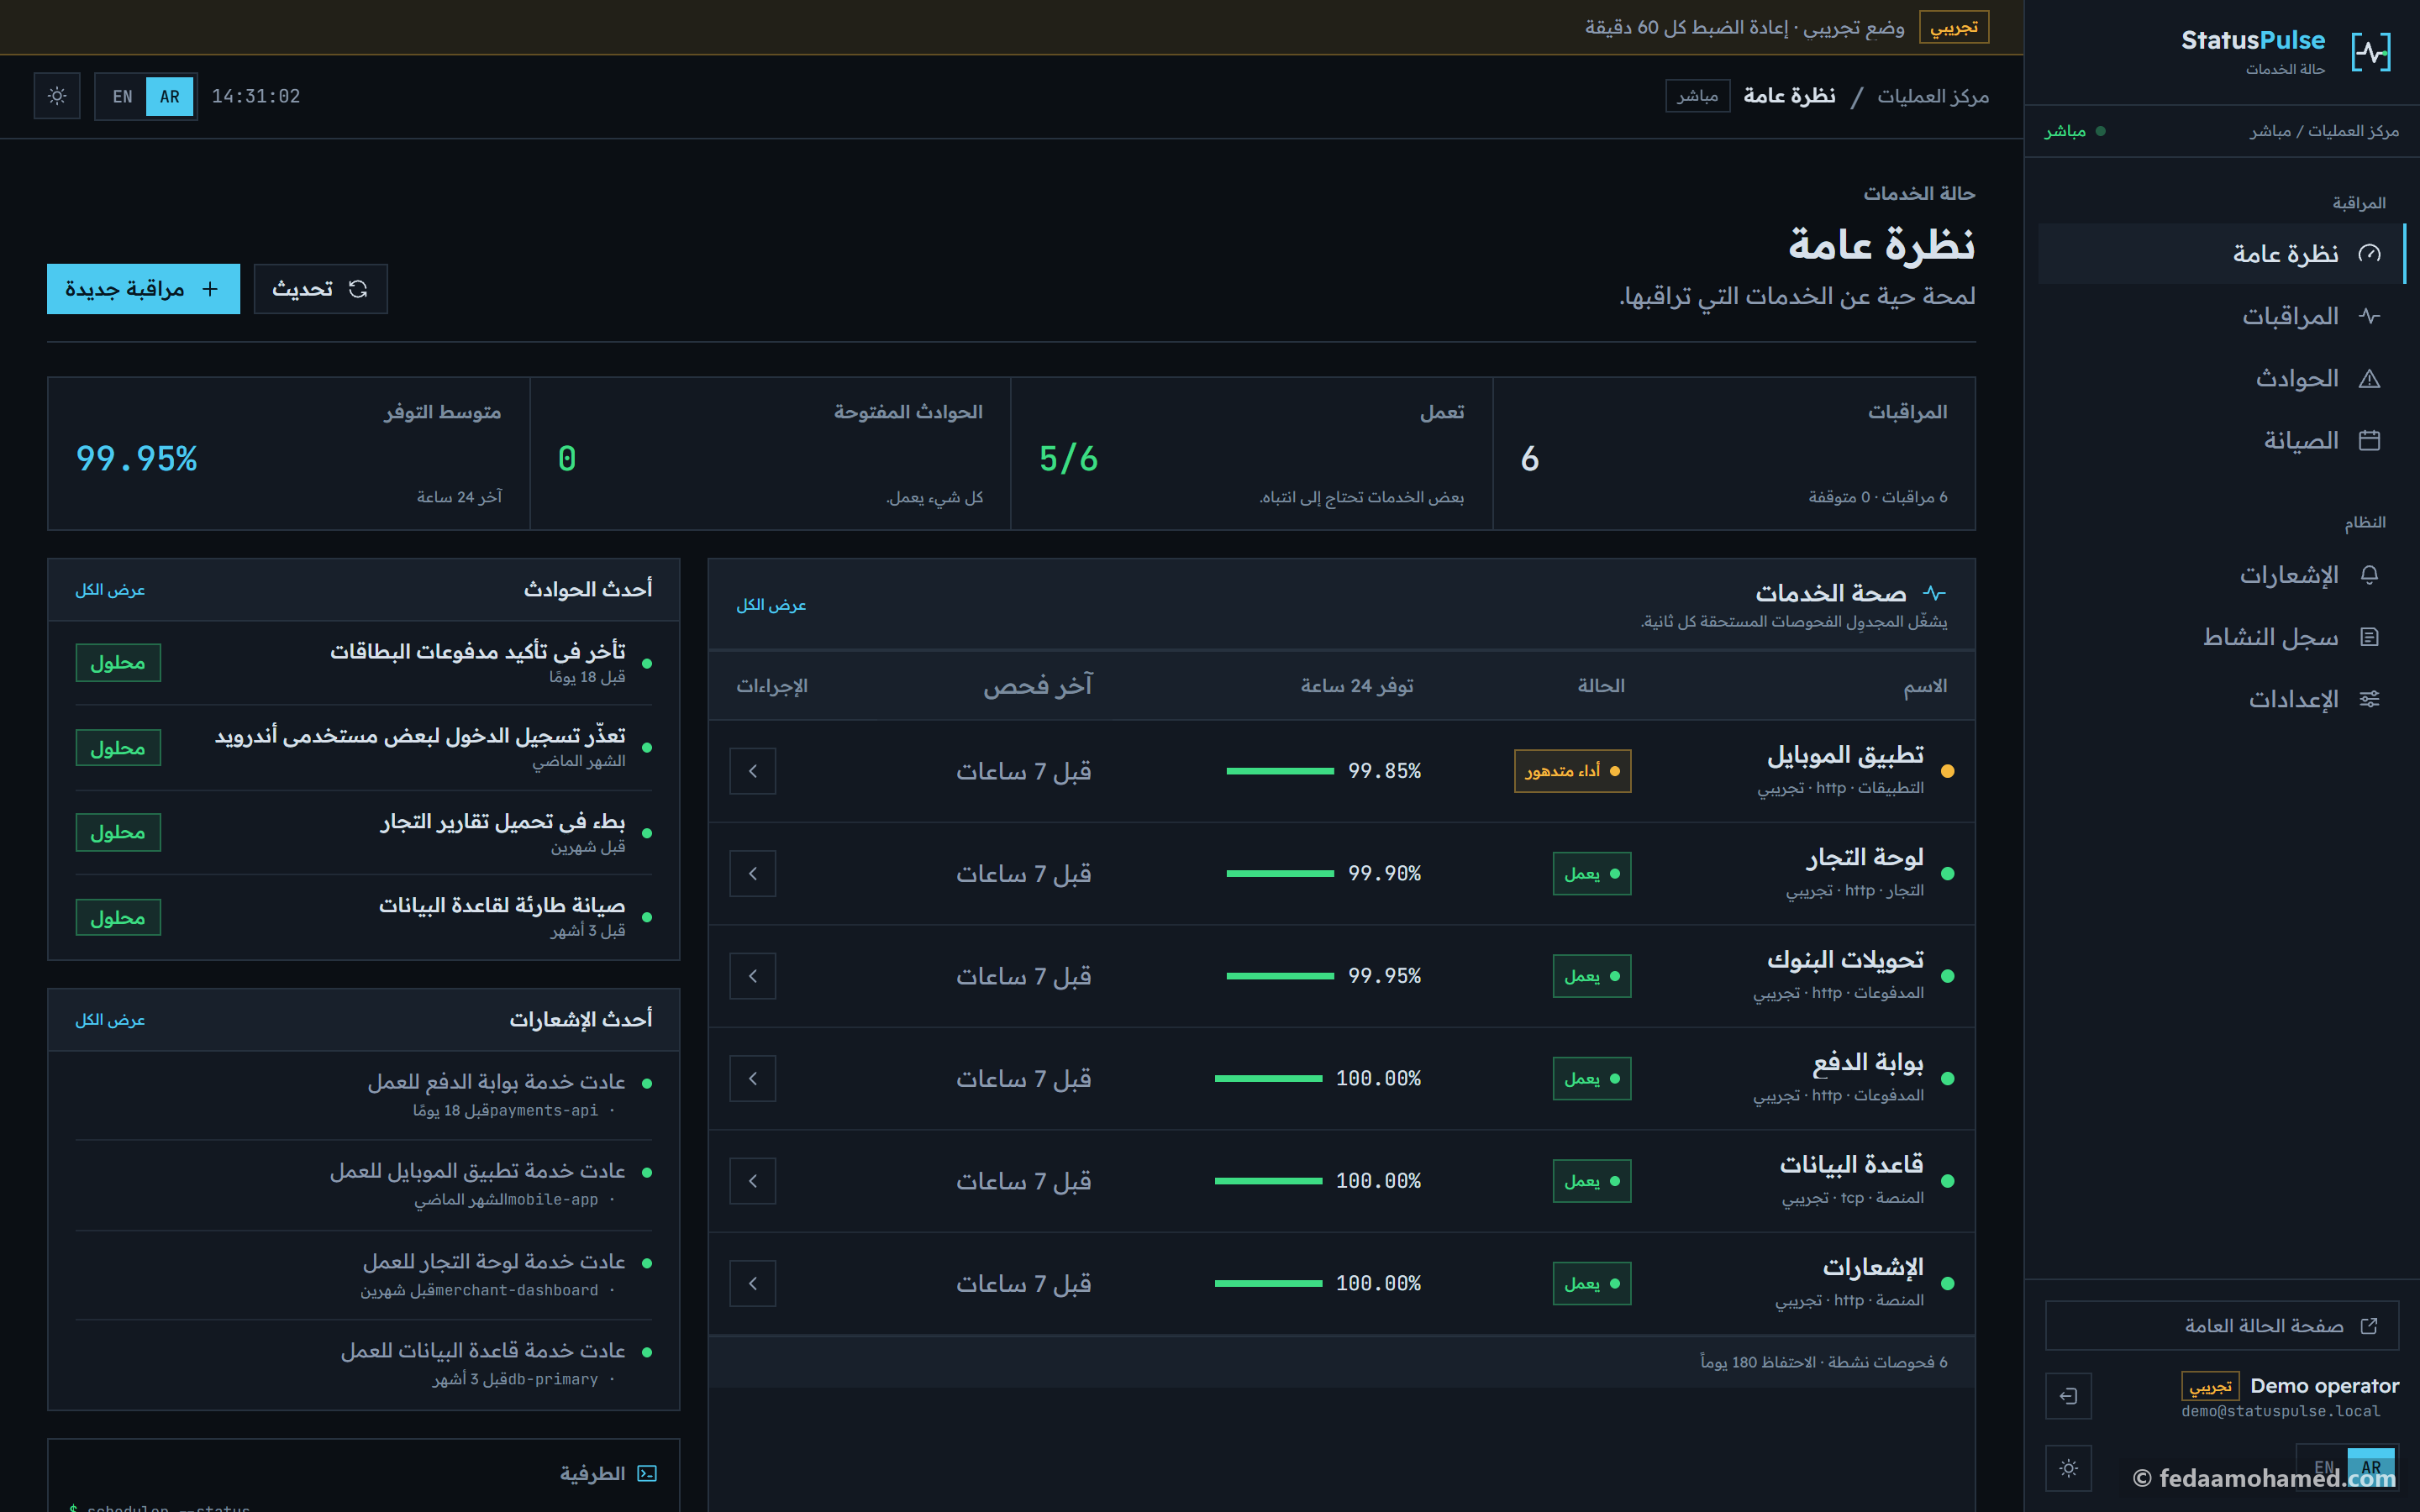 تجريبي
وضع تجريبي · إعادة الضبط كل 60 دقيقة
StatusPulse
حالة الخدمات
مركز العمليات / مباشر
مباشر
المراقبة
نظرة عامة
المراقبات
الحوادث
الصيانة
النظام
الإشعارات
سجل النشاط
الإعدادات
صفحة الحالة العامة
Demo operator تجريبي
demo@statuspulse.local
AR EN
مركز العمليات / نظرة عامة مباشر
14:31:02 AR EN
حالة الخدمات
نظرة عامة
لمحة حية عن الخدمات التي تراقبها.
تحديث
مراقبة جديدة
المراقبات
6
6 مراقبات · 0 متوقفة
تعمل
5/6
بعض الخدمات تحتاج إلى انتباه.
الحوادث المفتوحة
0
كل شيء يعمل.
متوسط التوفر
99.95%
آخر 24 ساعة
صحة الخدمات
يشغّل المجدول الفحوصات المستحقة كل ثانية.
عرض الكل
الاسم الحالة توفر 24 ساعة آخر فحص الإجراءات
تطبيق الموبايل
التطبيقات · http · تجريبي
أداء متدهور 99.85% قبل 7 ساعات
لوحة التجار
التجار · http · تجريبي
يعمل 99.90% قبل 7 ساعات
تحويلات البنوك
المدفوعات · http · تجريبي
يعمل 99.95% قبل 7 ساعات
بوابة الدفع
المدفوعات · http · تجريبي
يعمل 100.00% قبل 7 ساعات
قاعدة البيانات
المنصة · tcp · تجريبي
يعمل 100.00% قبل 7 ساعات
الإشعارات
المنصة · http · تجريبي
يعمل 100.00% قبل 7 ساعات
6 فحوصات نشطة · الاحتفاظ 180 يوماً
أحدث الحوادث
عرض الكل
تأخر في تأكيد مدفوعات البطاقات
قبل 18 يومًا
محلول
تعذّر تسجيل الدخول لبعض مستخدمي أندرويد
الشهر الماضي
محلول
بطء في تحميل تقارير التجار
قبل شهرين
محلول
صيانة طارئة لقاعدة البيانات
قبل 3 أشهر
محلول
أحدث الإشعارات
عرض الكل
عادت خدمة بوابة الدفع للعمل
· payments-apiقبل 18 يومًا
عادت خدمة تطبيق الموبايل للعمل
· mobile-appالشهر الماضي
عادت خدمة لوحة التجار للعمل
· merchant-dashboardقبل شهرين
عادت خدمة قاعدة البيانات للعمل
· db-primaryقبل 3 أشهر
الطرفية
$ scheduler --status
© fedaamohamed.com